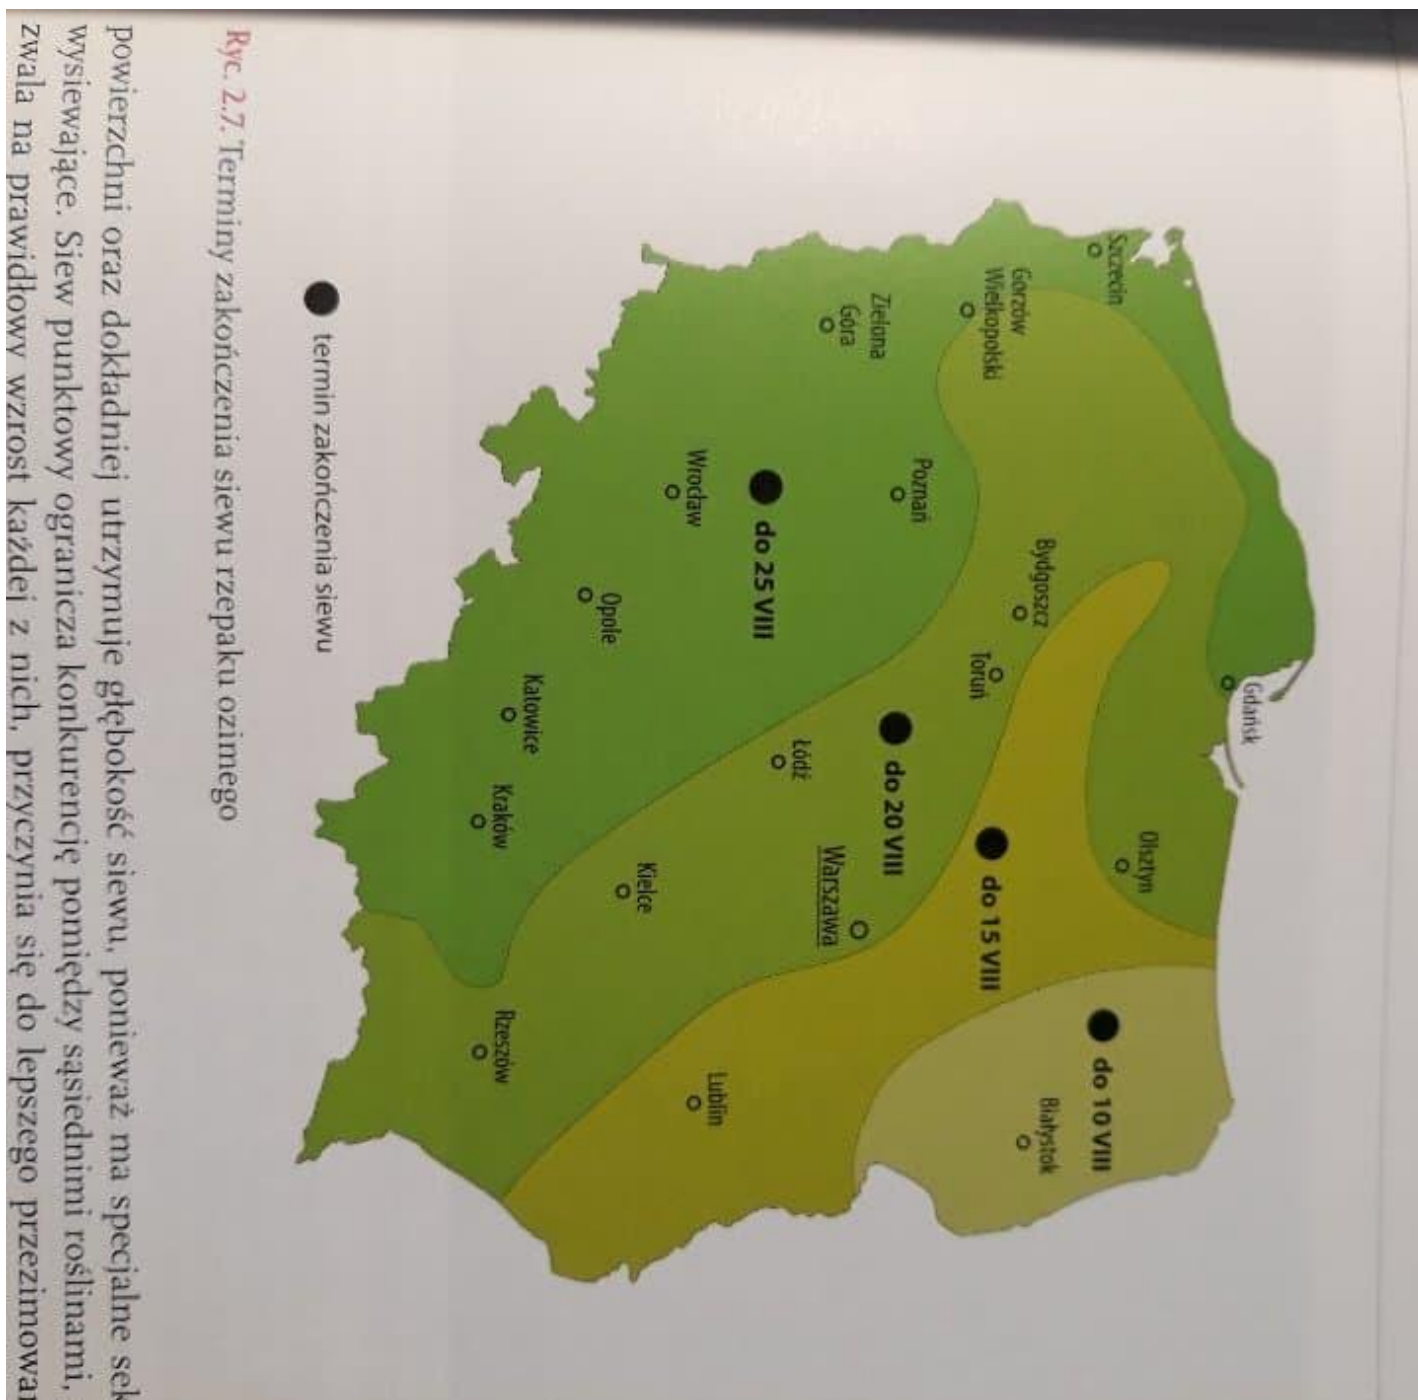 Szczecin
Gorzów
Wielkopolski
Zielona
Góra
Poznań
Wrocław
do 25 VIII
Opole
Katowice
Kraków
Bydgoszcz
Toruń
Gdańsk
Olsztyn
Łódź
do 20 VIII
Warszawa
Kielce
Rzeszów
do 15 VIII
Lublin
do 10 VIII
Białystok
termin zakończenia siewu
Ryc. 2.7. Terminy zakończenia siewu rzepaku ozimego
powierzchni oraz dokładniej utrzymuje głębokość siewu, ponieważ ma specjalne sek
wysiewające. Siew punktowy ogranicza konkurencję pomiędzy sąsiednimi roślinami,
zwala na prawidłowy wzrost każdej z nich, przyczynia się do lepszego przezimowan